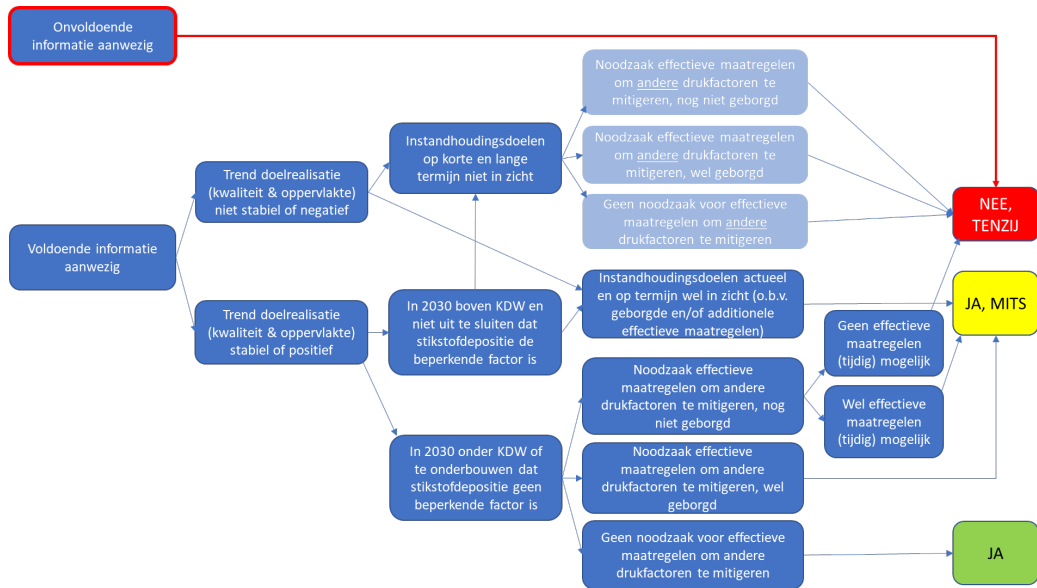 Onvoldoende
informatie aanwezig
Noodzaak effectieve maatregelen
om andere drukfactoren te
mitigeren, nog niet geborgd
Instandhoudingsdoelen
op korte en lange
termijn niet in zicht
Noodzaak effectieve maatregelen
om andere drukfactoren te
mitigeren, wel geborgd
Trend doelrealisatie
(kwaliteit & oppervlakte)
niet stabiel of negatief
Geen noodzaak voor effectieve
maatregelen om andere
drukfactoren te mitigeren
NEE,
TENZIJ
Voldoende informatie
aanwezig
Trend doelrealisatie
(kwaliteit & oppervlakte)
stabiel of positief
In 2030 boven KDW en
niet uit te sluiten dat
stikstofdepositie de
beperkende factor is
Instandhoudingsdoelen actueel
en op termijn wel in zicht (o.b.v.
geborgde en/of additionele
effectieve maatregelen)
JA, MITS
Geen effectieve
maatregelen
(tijdig) mogelijk
Noodzaak effectieve
maatregelen om andere
drukfactoren te mitigeren, nog
niet geborgd
Wel effectieve
maatregelen
(tijdig) mogelijk
In 2030 onder KDW of
te onderbouwen dat
stikstofdepositie geen
beperkende factor is
Noodzaak effectieve
maatregelen om andere
drukfactoren te mitigeren, wel
geborgd
Geen noodzaak voor effectieve
maatregelen om andere
drukfactoren te mitigeren
JA